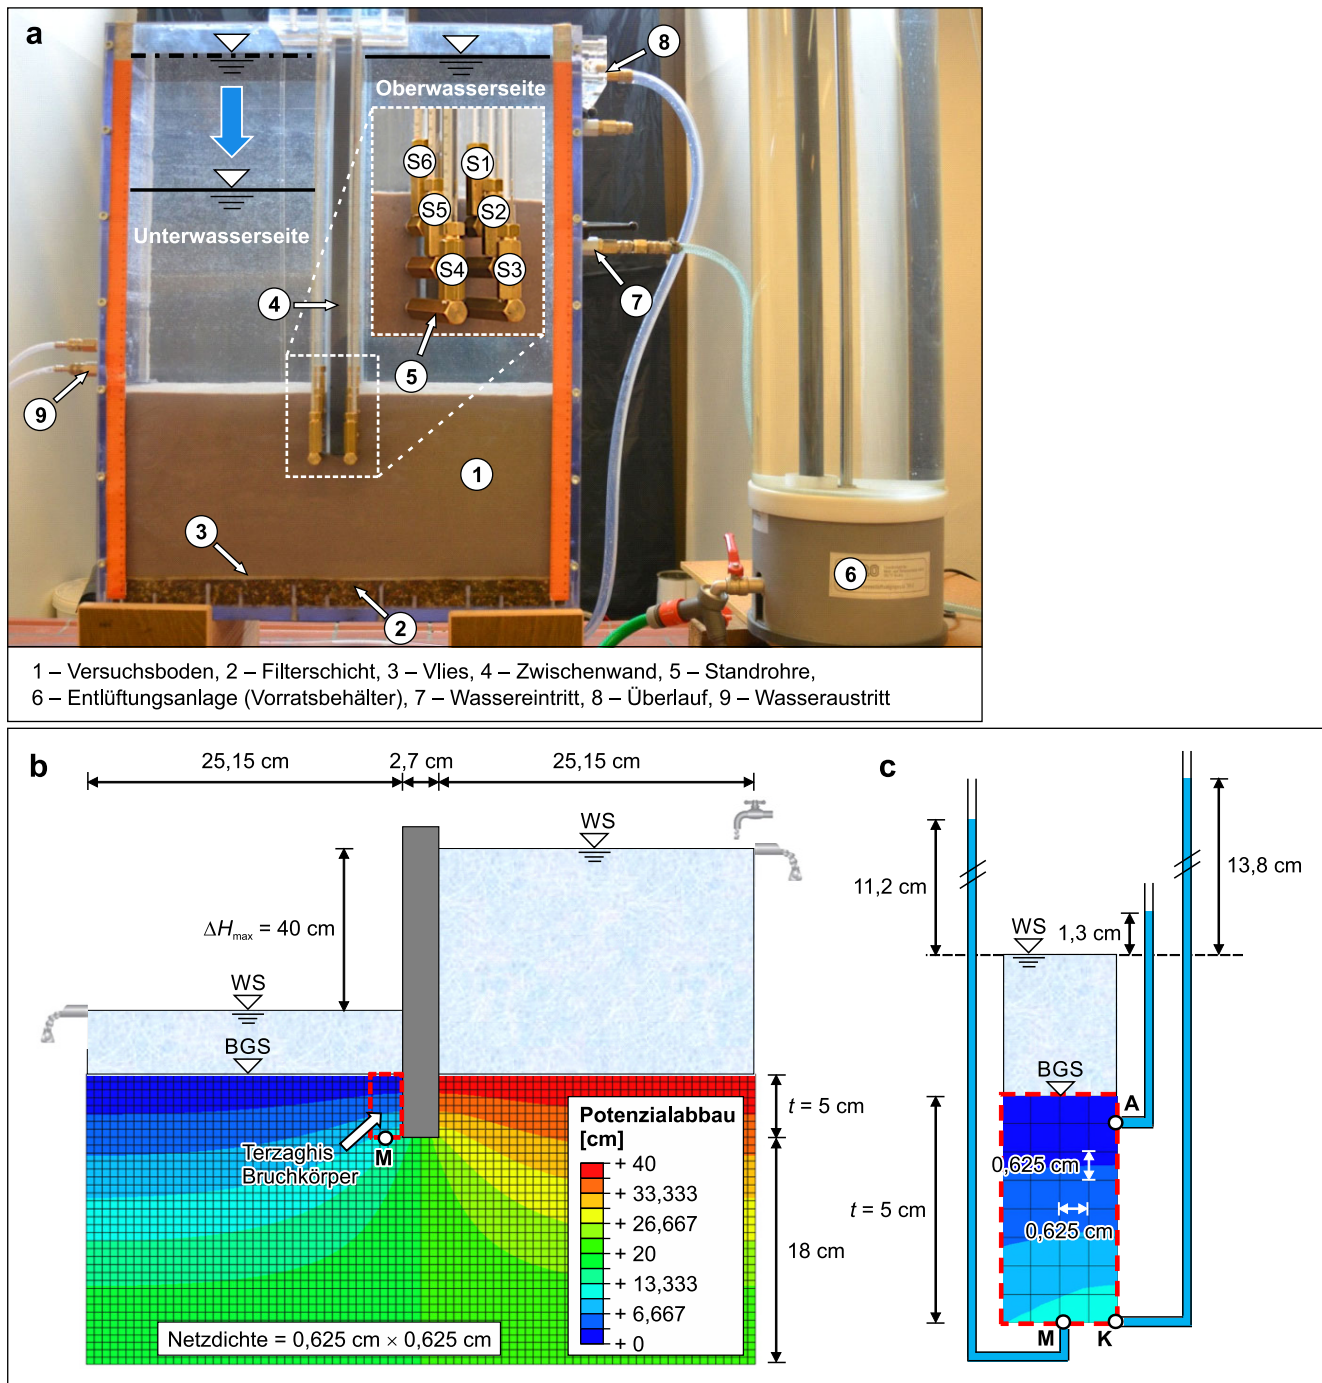 a
8
Oberwasserseite
S6
S1
S5
S2
S4
S3
Unterwasserseite
4
7
5
9
1
3
6
2
1 – Versuchsboden, 2 – Filterschicht, 3 – Vlies, 4 – Zwischenwand, 5 – Standrohre,
6 – Entlüftungsanlage (Vorratsbehälter), 7 – Wassereintritt, 8 – Überlauf, 9 – Wasseraustritt
b
25,15 cm
2,7 cm
25,15 cm
WS
ΔHmax = 40 cm
WS
BGS
t = 5 cm
Terzaghis
Bruchkörper
M
18 cm
Potenzialabbau
[cm]
+ 40
+ 33,333
+ 26,667
+ 20
+ 13,333
+ 6,667
+ 0
Netzdichte = 0,625 cm × 0,625 cm
c
11,2 cm
13,8 cm
WS
1,3 cm
BGS
A
0,625 cm
t = 5 cm
0,625 cm
M
K